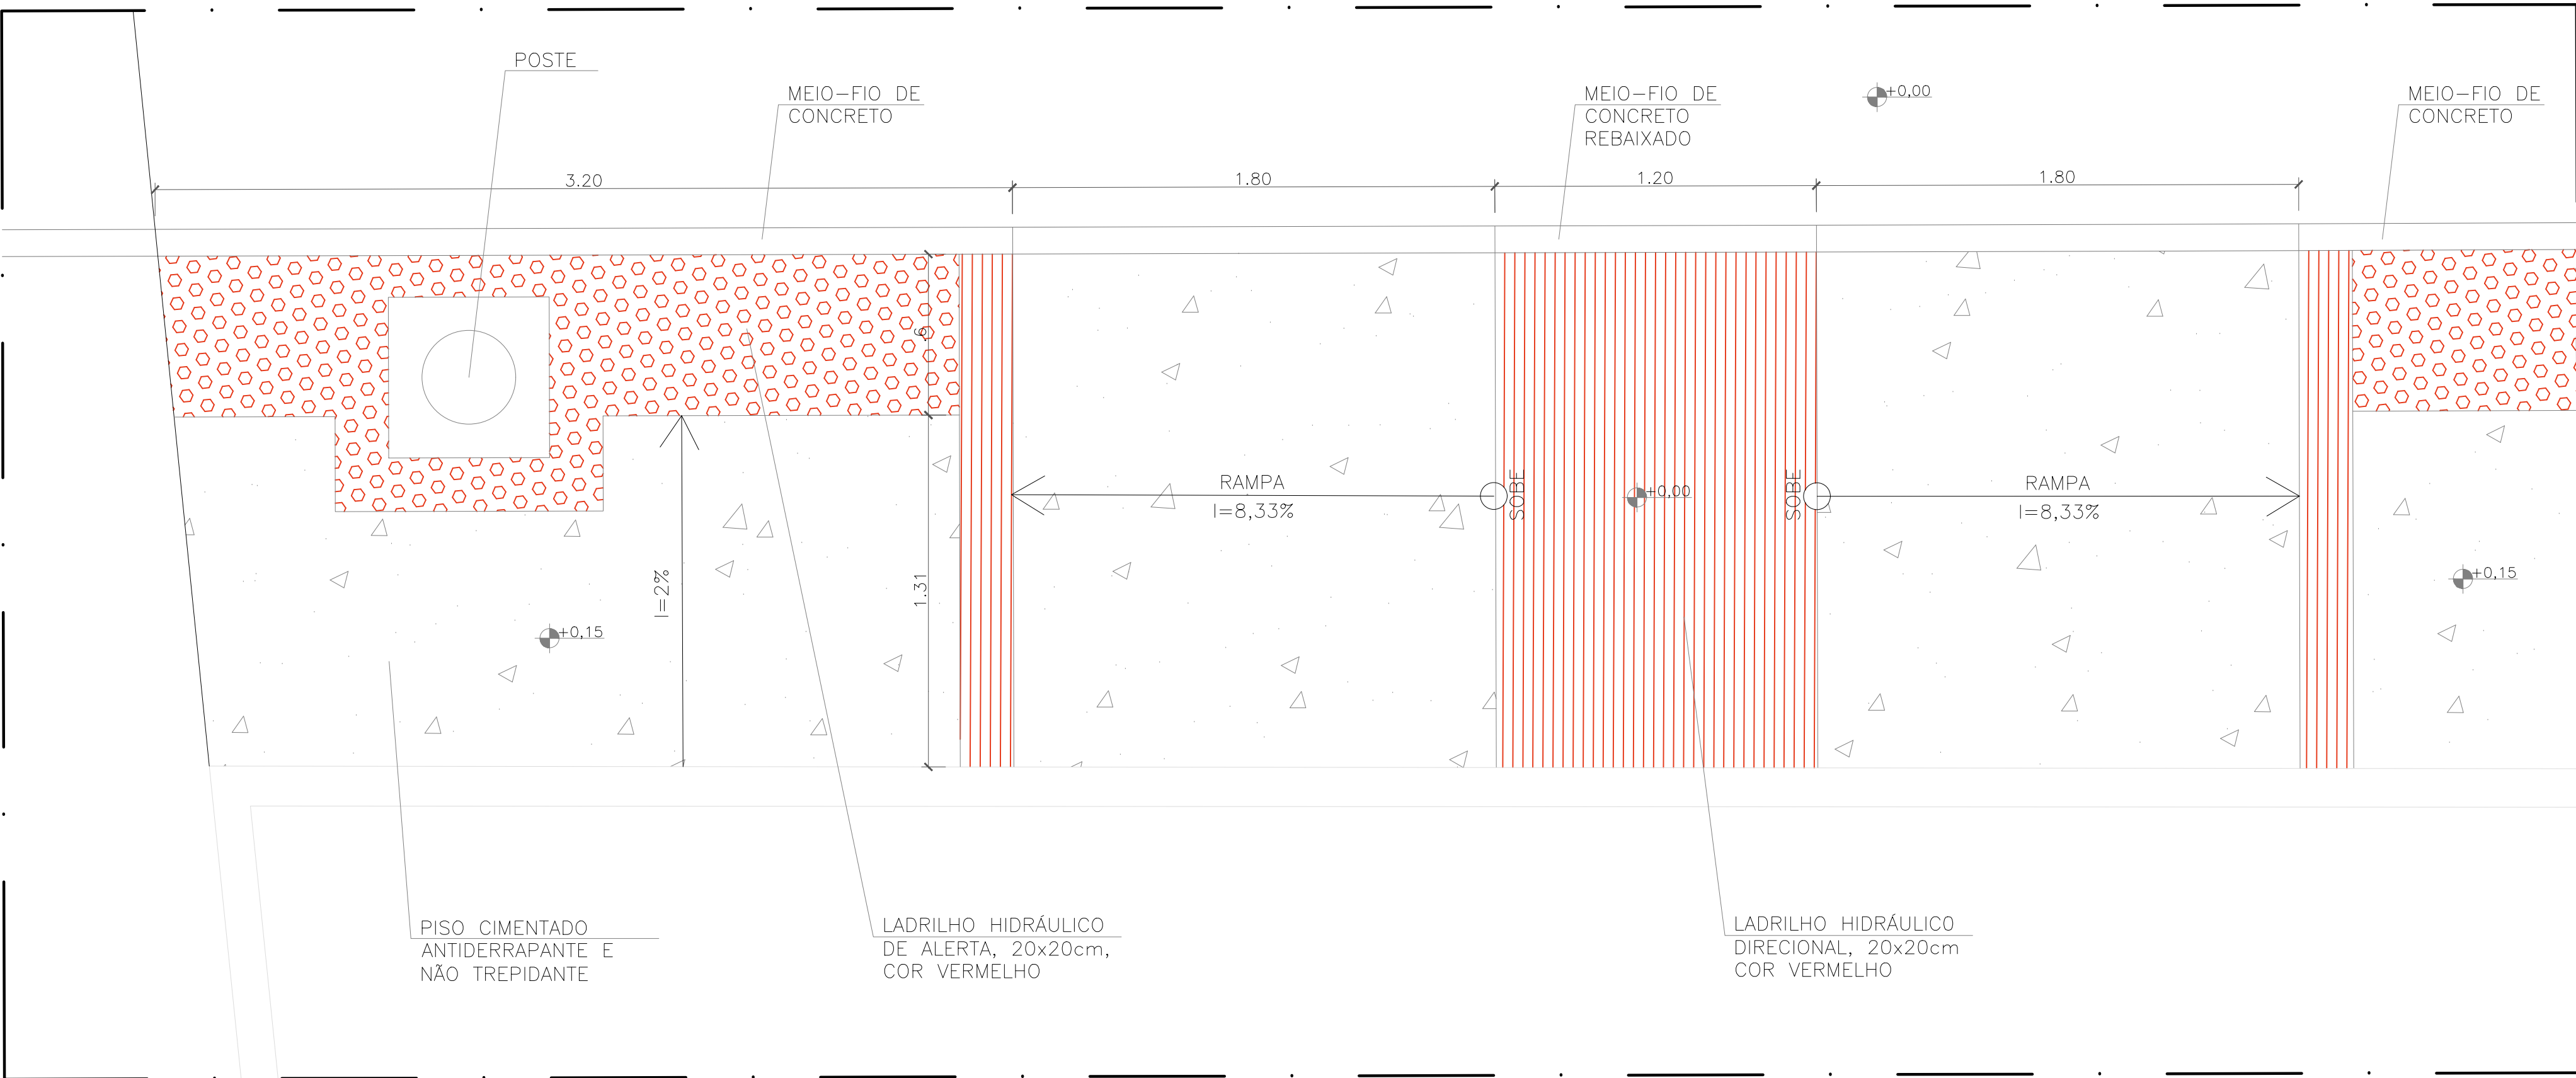 POSTE
MEIO-FIO DE
CONCRETO
MEIO-FIO DE
CONCRETO
REBAIXADO
+0,00
MEIO-FIO DE
CONCRETO
3.20
1.80
1.20
1.80
.6
RAMPA
I=8,33%
SOBE
+0,00
SOBE
RAMPA
I=8,33%
I=2%
1.31
+0,15
+0,15
PISO CIMENTADO
ANTIDERRAPANTE E
NÃO TREPIDANTE
LADRILHO HIDRÁULICO
DE ALERTA, 20x20cm,
COR VERMELHO
LADRILHO HIDRÁULICO
DIRECIONAL, 20x20cm
COR VERMELHO